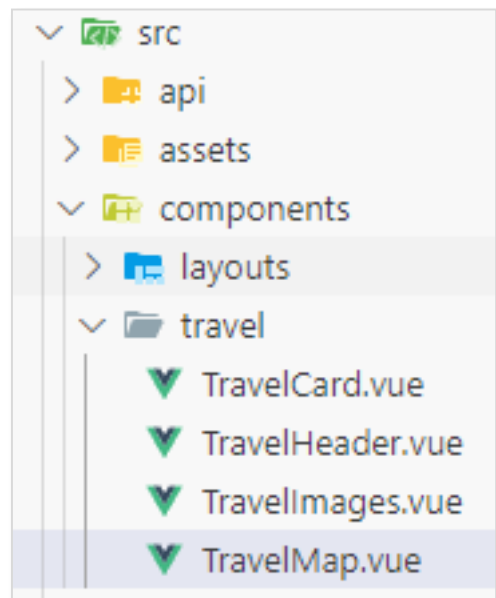 src
api
assets
components
layouts
travel
TravelCard.vue
TravelHeader.vue
TravelImages.vue
TravelMap.vue